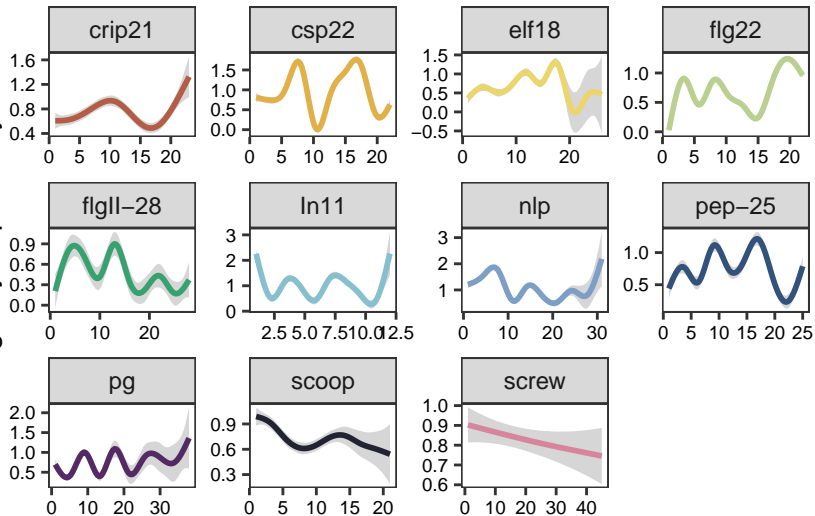 crip21 csp22 elf18 flg22
1.6 1.2 0.8 0.4 1.5 1.0 0.5 0.0 1.5 1.0 0.5 0.0 −0.5 1.0 0.5 0.0
0 5 10 15 20 0 5 10 15 20 0 10 20 0 5 10 15 20
flgII−28 In11 nlp pep−25
0.9 0.6 0.3 0.0 3 2 1 0 3 2 1 1.0 0.5
0 10 20 2.5 5.0 7.5 10.0 12.5 0 10 20 30 0 5 10 15 20 25
pg scoop screw
2.0 1.5 1.0 0.5 0.9 0.6 0.3 1.0 0.9 0.8 0.7 0.6
0 10 20 30 0 5 10 15 20 0 10 20 30 40